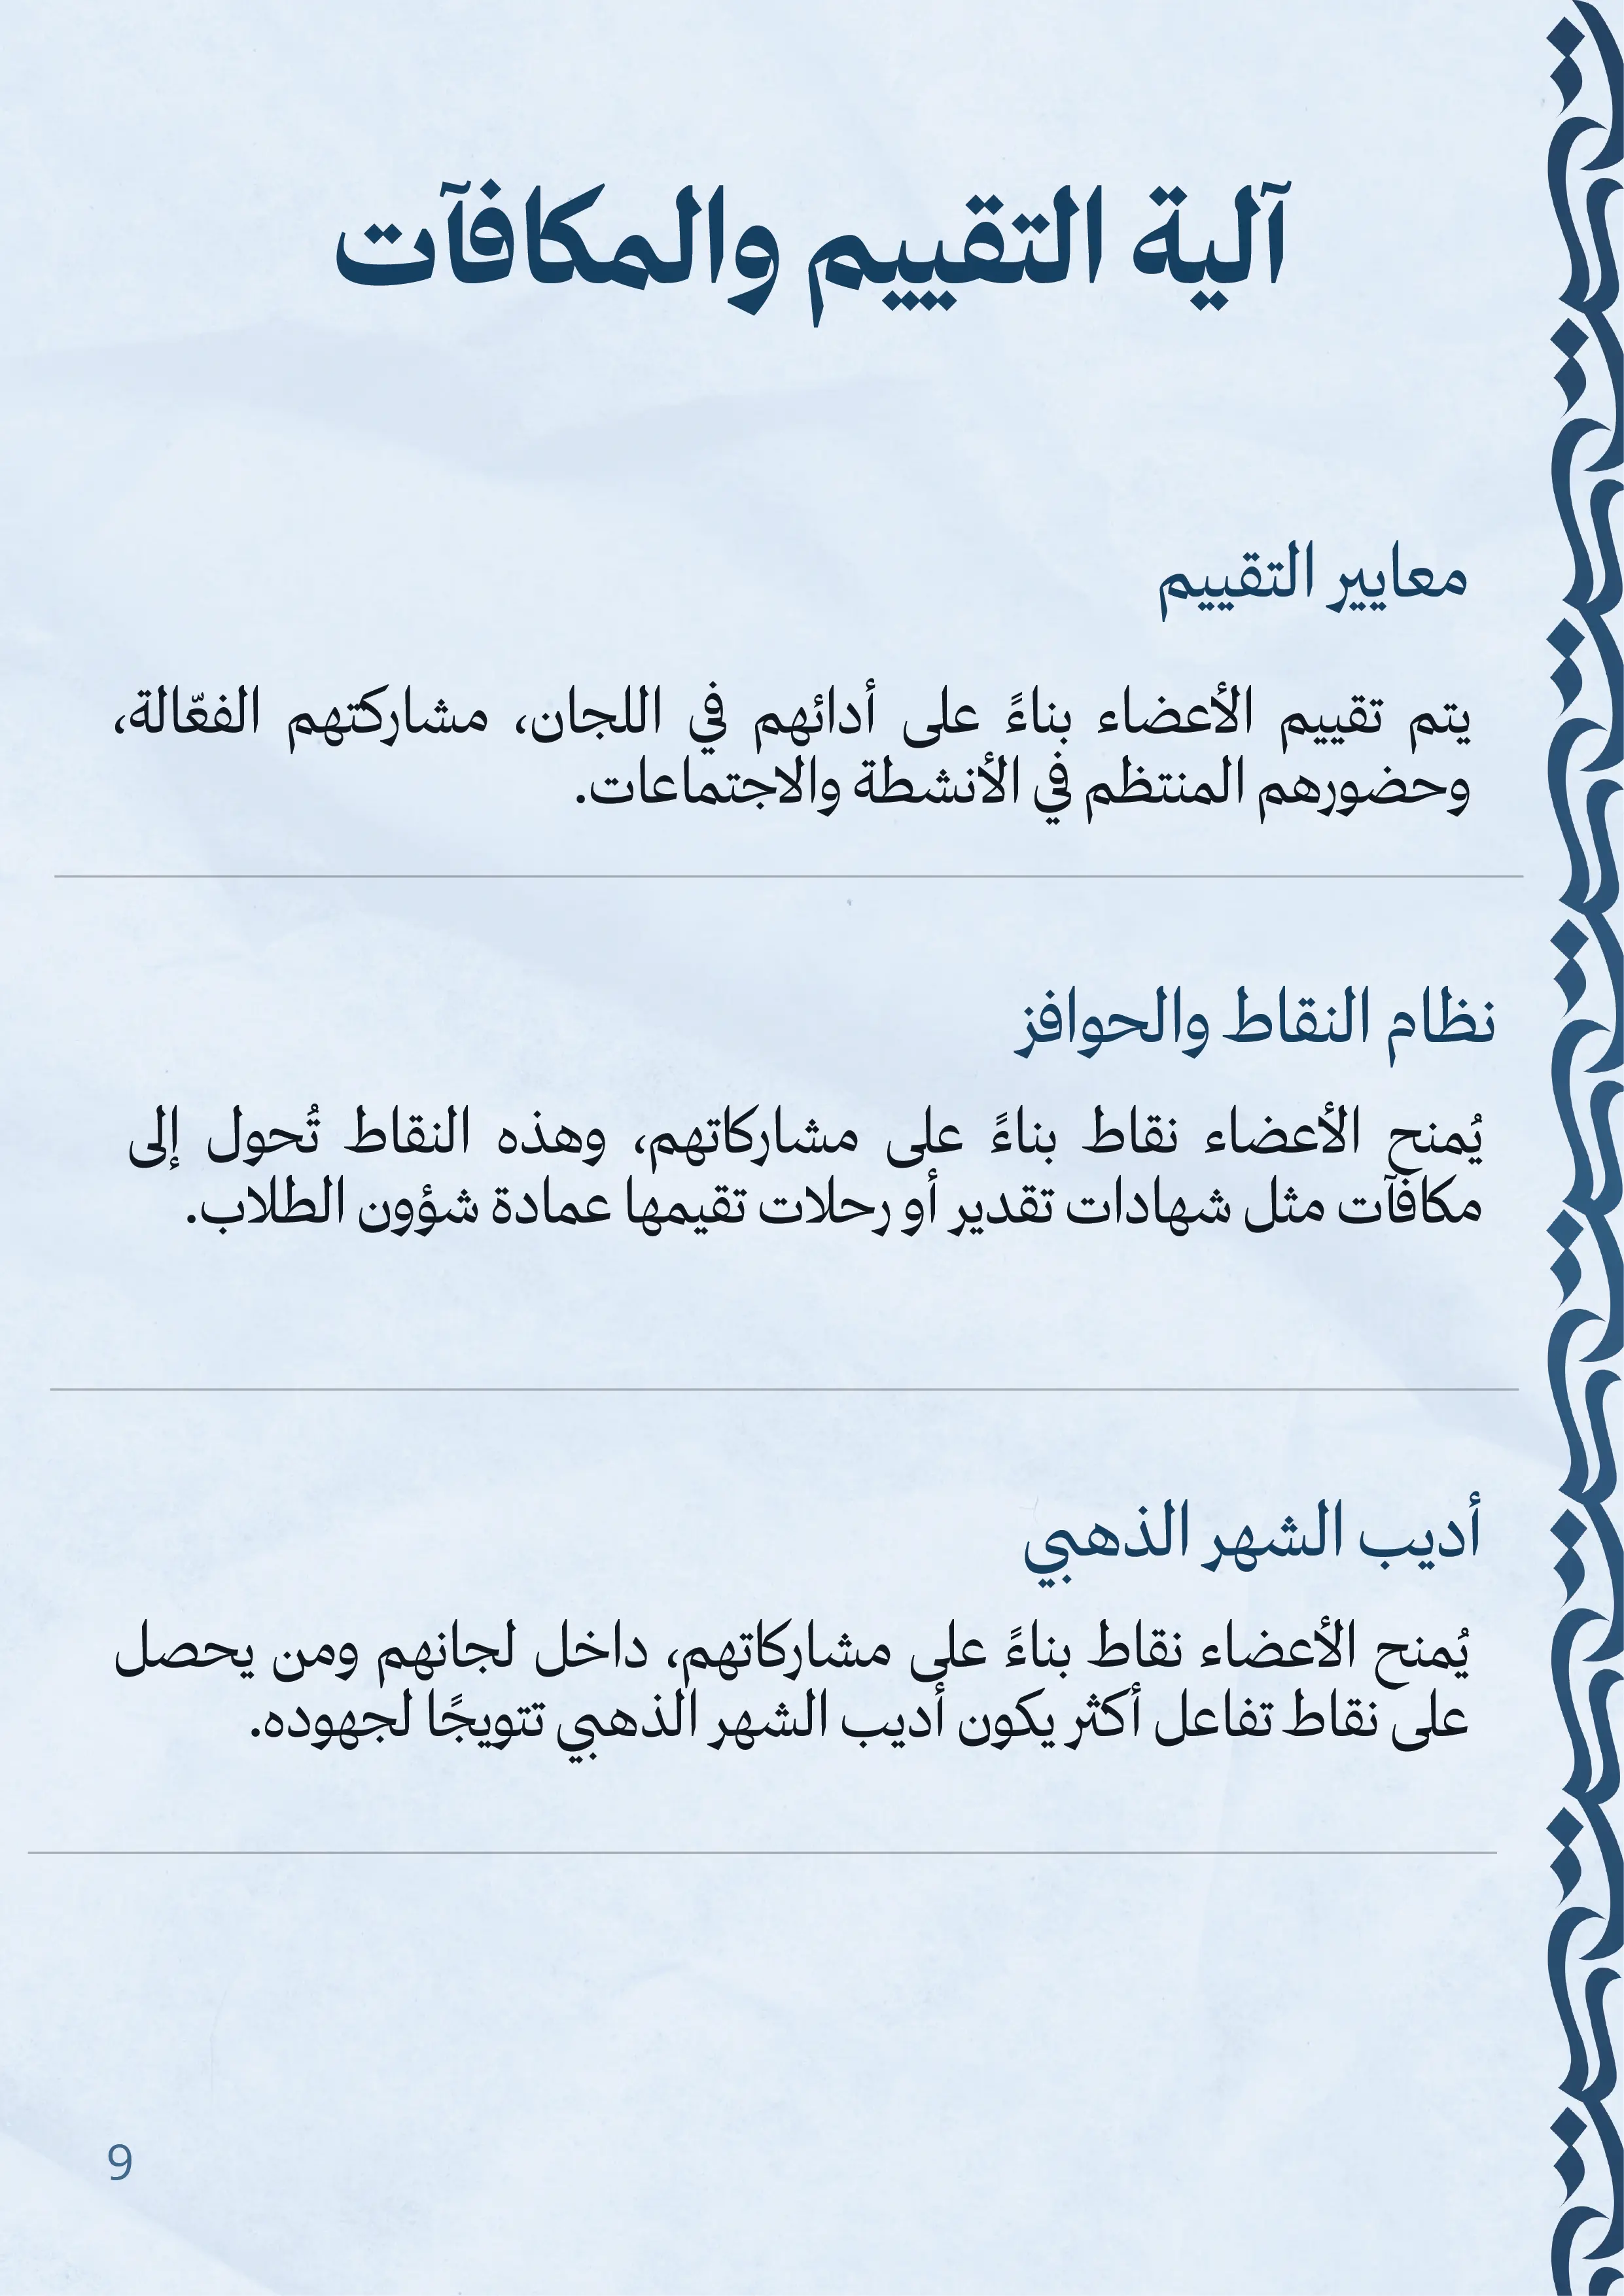 آلية التقييم والمكافآت
معايير التقييم
يتم تقييم الأعضاء بناءً على أدائهم في اللجان، مشاركتهم الفعّالة،
وحضورهم المنتظم في الأنشطة والاجتماعات.
نظام النقاط والحوافز
يُمنح الأعضاء نقاط بناءً على مشاركاتهم، وهذه النقاط تُحول إلى
مكافآت مثل شهادات تقدير أو رحلات تقيمها عمادة شؤون الطلاب.
أديب الشهر الذهبي
يُمنح الأعضاء نقاط بناءً على مشاركاتهم، داخل لجانهم ومن يحصل
على نقاط تفاعل أكثر يكون أديب الشهر الذهبي تتويجًا لجهوده.
9